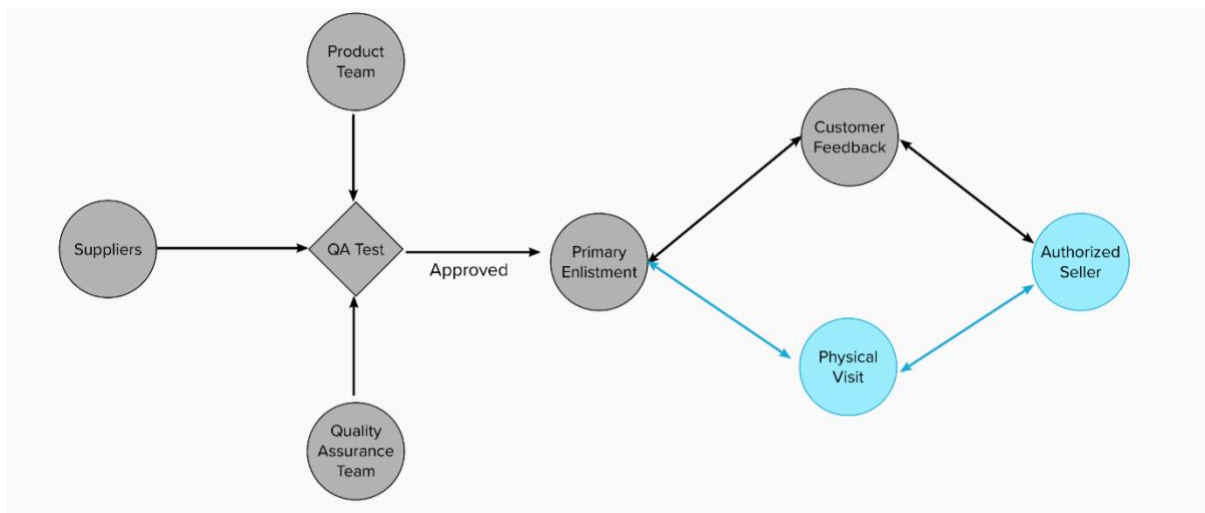 Product
Team
Customer
Feedback
Suppliers
QA Test
Approved
Primary
Enlistment
Authorized
Seller
Physical
Visit
Quality
Assurance
Team